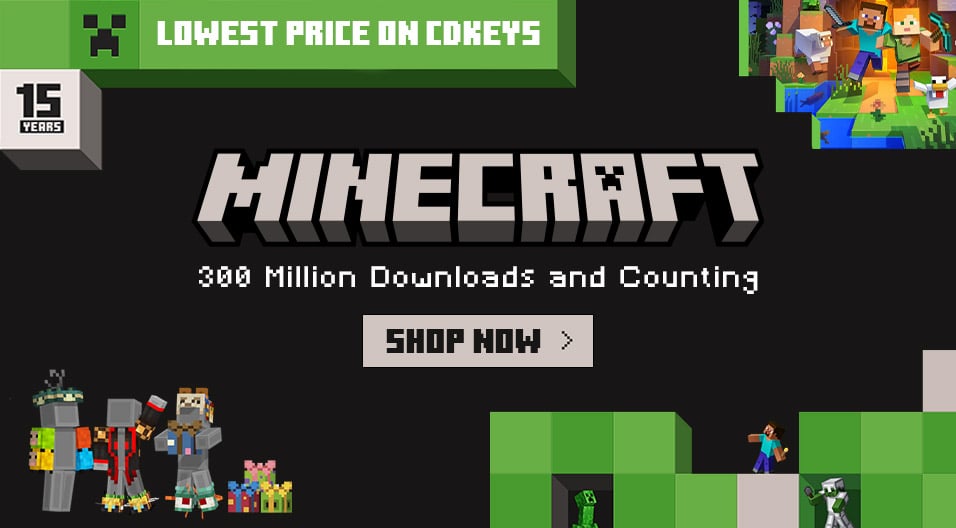 LOWEST PRICE ON CDKEYS
15
YEARS
MINECRAFT
300 Million Downloads and Counting
SHOP NOW >